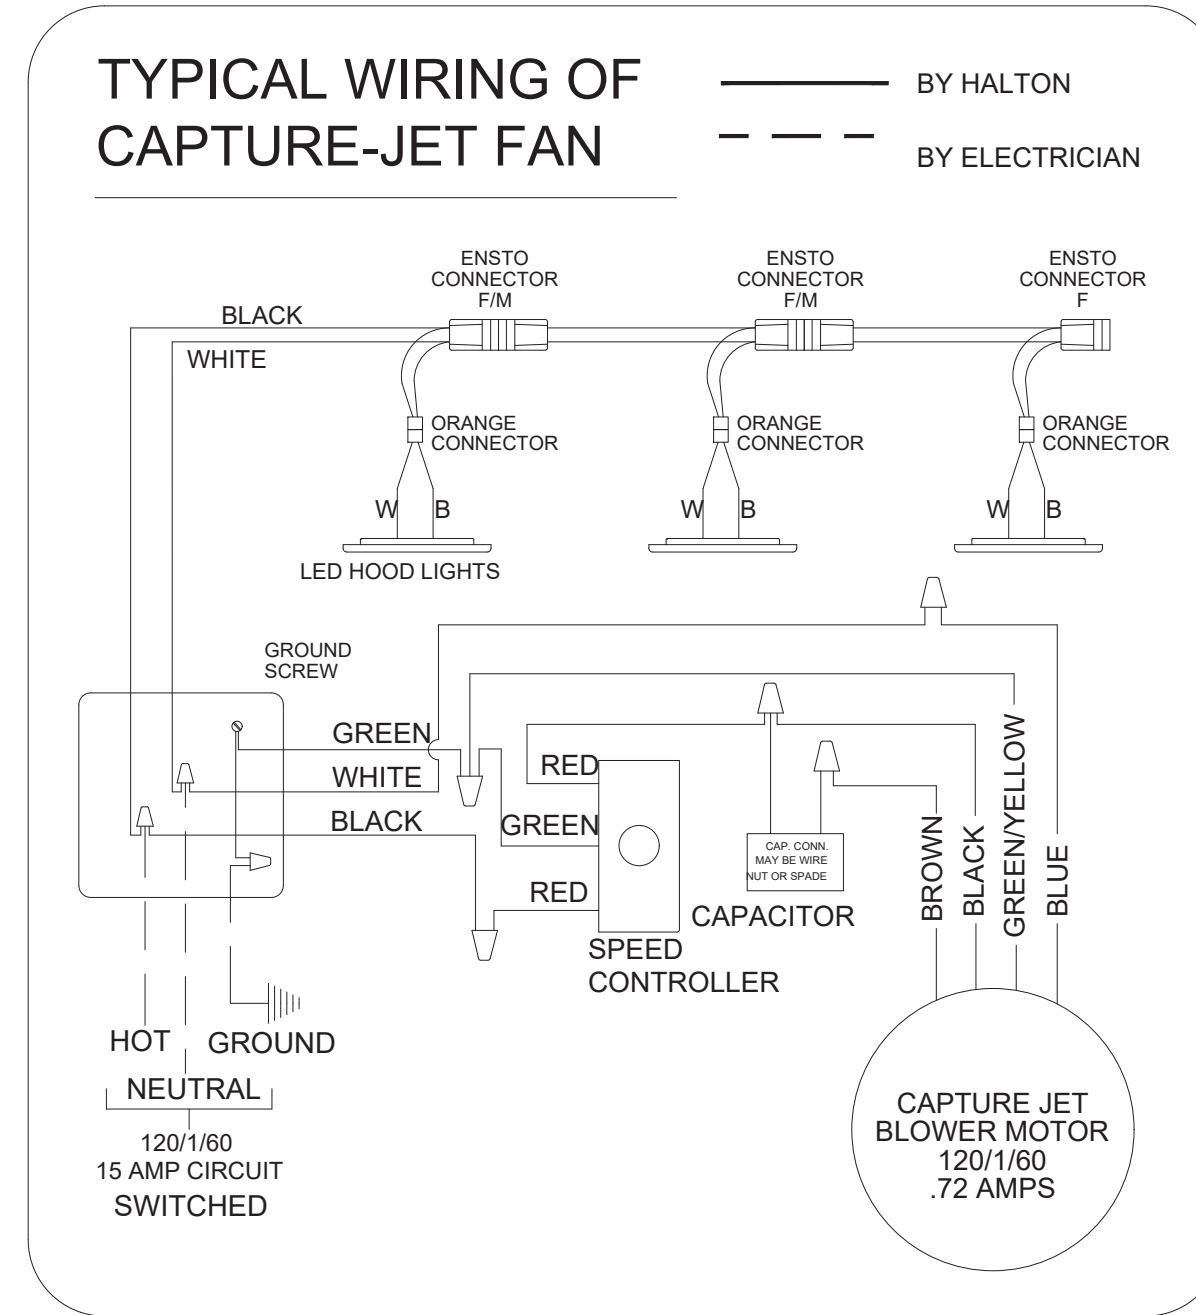 TYPICAL WIRING OF
CAPTURE-JET FAN
BY HALTON
BY ELECTRICIAN
ENSTO
CONNECTOR
F/M
ENSTO
CONNECTOR
F/M
ENSTO
CONNECTOR
F
BLACK
WHITE
ORANGE
CONNECTOR
ORANGE
CONNECTOR
ORANGE
CONNECTOR
W B
W B
W B
LED HOOD LIGHTS
GROUND
SCREW
GREEN
WHITE
BLACK
RED
GREEN
RED
SPEED
CONTROLLER
CAP. CONN.
MAY BE WIRE
NUT OR SPADE
CAPACITOR
BROWN
BLACK
GREEN/YELLOW
BLUE
HOT
GROUND
NEUTRAL
120/1/60
15 AMP CIRCUIT
SWITCHED
CAPTURE JET
BLOWER MOTOR
120/1/60
.72 AMPS